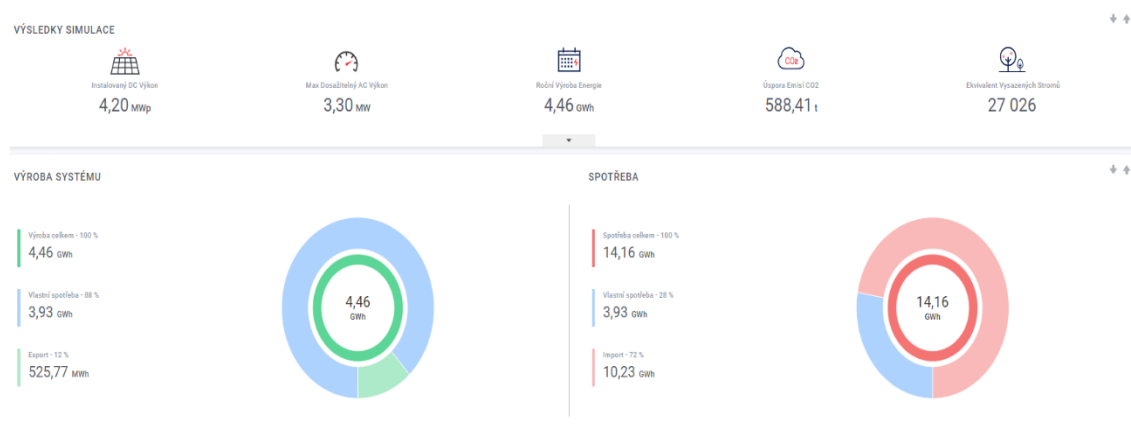 VÝSLEDKY SIMULACE
CO₂
Instalovaný DC Výkon
4,20 MWp
Max Dosažitelný AC Výkon
3,30 MW
Roční Výroba Energie
4,46 GWh
Úspora Emisí CO2
588,41 t
Ekvivalent Vysazených Stromů
27 026
VÝROBA SYSTÉMU
Výroba celkem - 100 %
4,46 GWh
Vlastní spotřeba - 88 %
3,93 GWh
Export - 12 %
525,77 MWh
4,46
GWh
SPOTŘEBA
Spotřeba celkem - 100 %
14,16 GWh
Vlastní spotřeba - 28 %
3,93 GWh
Import - 72 %
10,23 GWh
14,16
GWh